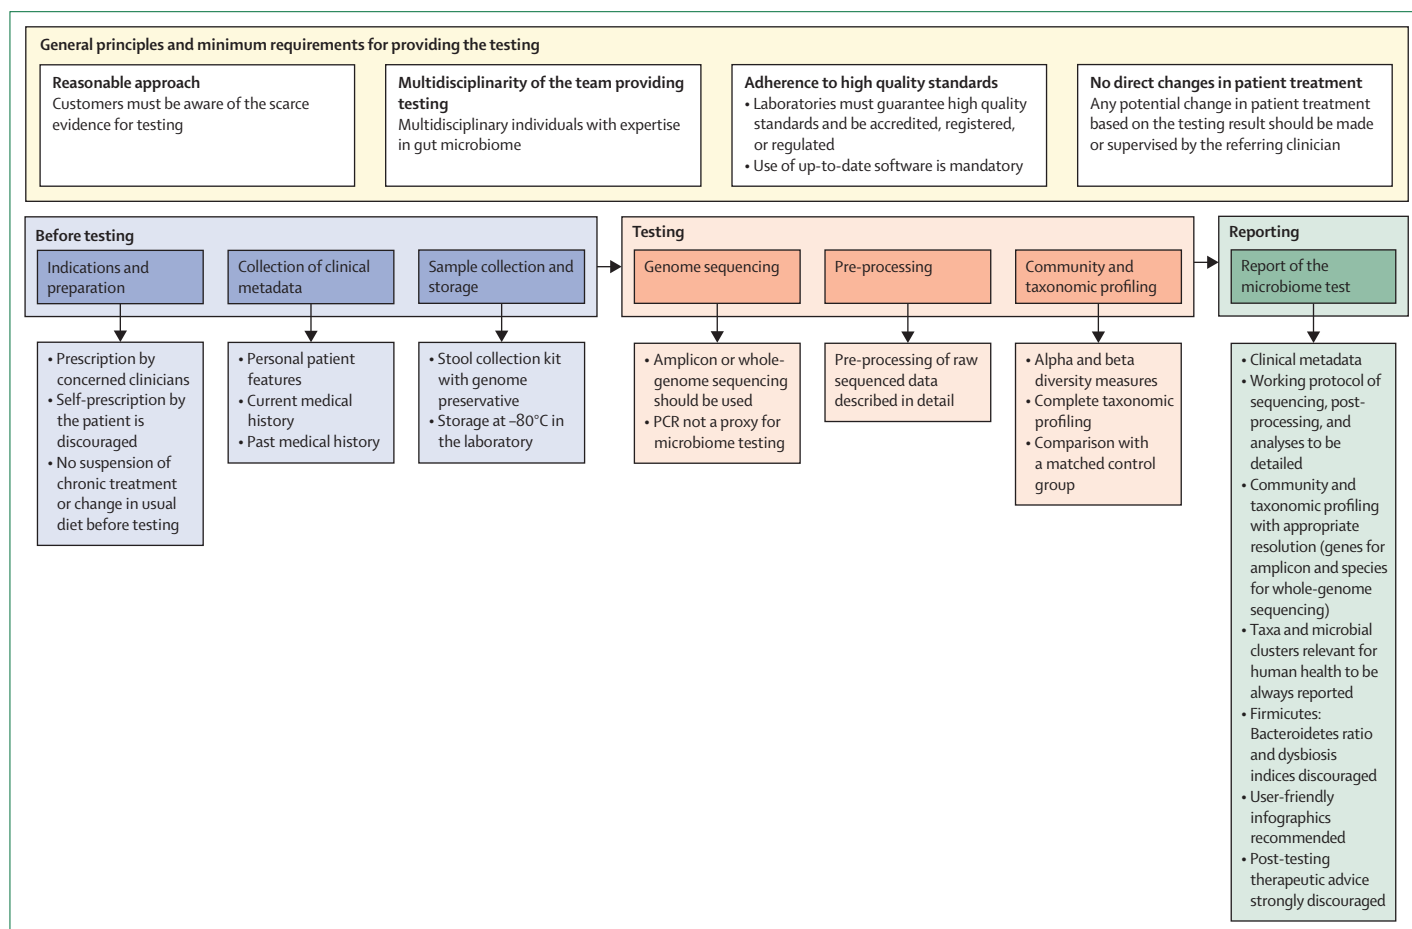 General principles and minimum requirements for providing the testing
Reasonable approach
Customers must be aware of the scarce
evidence for testing
Multidisciplinarity of the team providing
testing
Multidisciplinary individuals with expertise
in gut microbiome
Adherence to high quality standards
• Laboratories must guarantee high quality
standards and be accredited, registered,
or regulated
• Use of up-to-date software is mandatory
No direct changes in patient treatment
Any potential change in patient treatment
based on the testing result should be made
or supervised by the referring clinician
Before testing
Indications and
preparation
Collection of clinical
metadata
Sample collection and
storage
• Prescription by
concerned clinicians
• Self-prescription by
the patient is
discouraged
• No suspension of
chronic treatment
or change in usual
diet before testing
• Personal patient
features
• Current medical
history
• Past medical history
• Stool collection kit
with genome
preservative
• Storage at –80°C in
the laboratory
Testing
Genome sequencing
Pre-processing
Community and
taxonomic profiling
• Amplicon or whole-
genome sequencing
should be used
• PCR not a proxy for
microbiome testing
Pre-processing of raw
sequenced data
described in detail
• Alpha and beta
diversity measures
• Complete taxonomic
profiling
• Comparison with
a matched control
group
Reporting
Report of the
microbiome test
• Clinical metadata
• Working protocol of
sequencing, post-
processing, and
analyses to be
detailed
• Community and
taxonomic profiling
with appropriate
resolution (genes for
amplicon and species
for whole-genome
sequencing)
• Taxa and microbial
clusters relevant for
human health to be
always reported
• Firmicutes:
Bacteroidetes ratio
and dysbiosis
indices discouraged
• User-friendly
infographics
recommended
• Post-testing
therapeutic advice
strongly discouraged